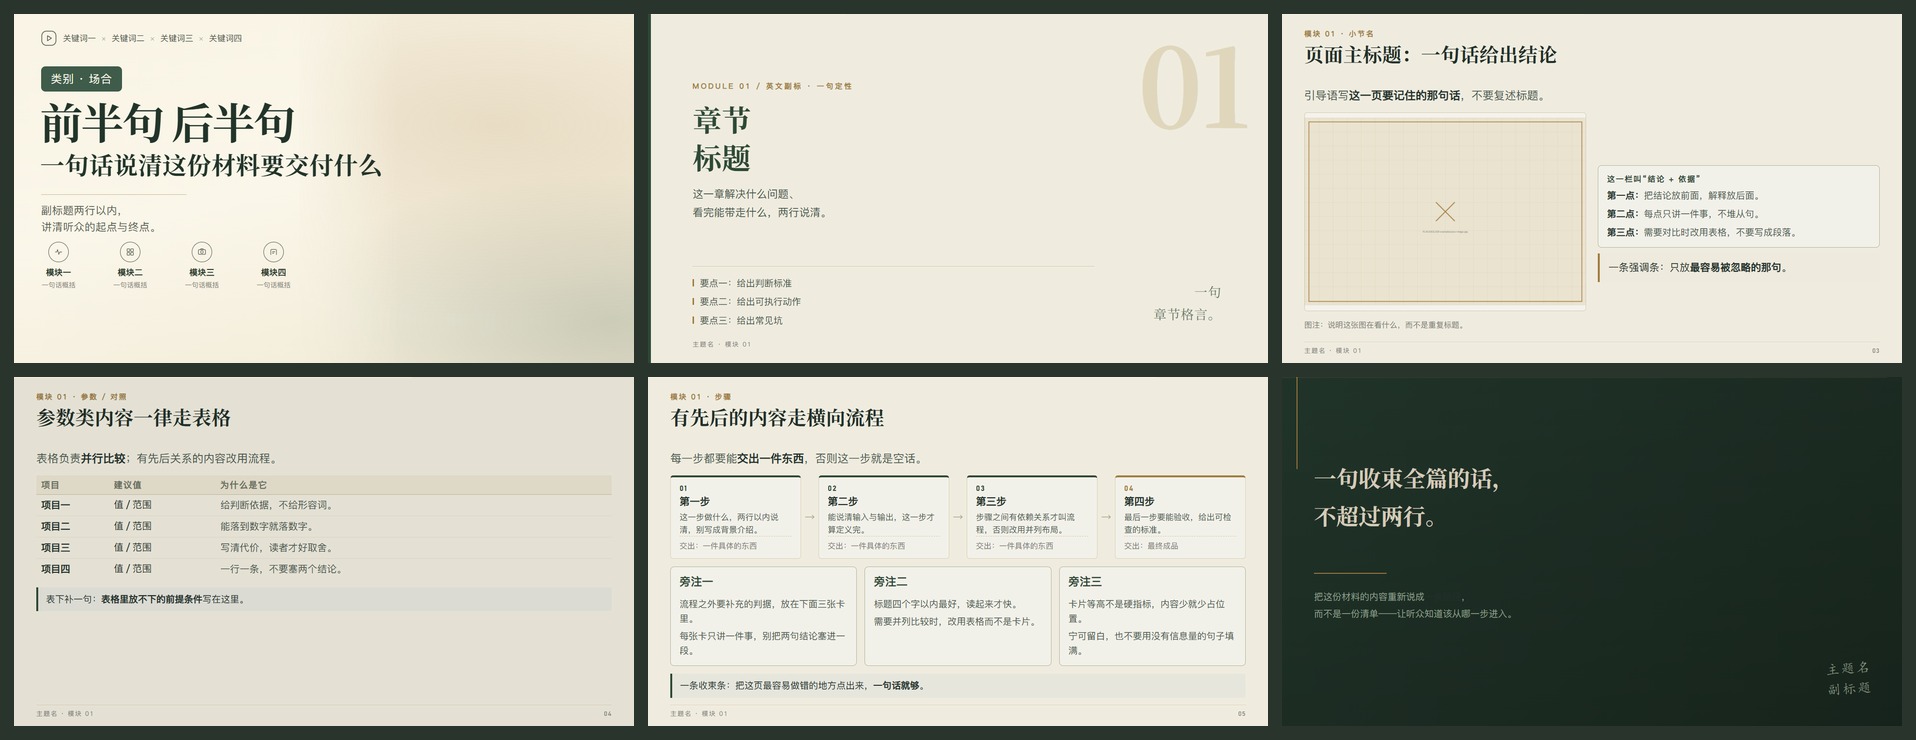 关键词一 × 关键词二 × 关键词三 × 关键词四
类别 · 场合
前半句 后半句
一句话说清这份材料要交付什么
副标题两行以内，
讲清听众的起点与终点。
模块一 模块二 模块三 模块四
一句话概括 一句话概括 一句话概括 一句话概括
01
MODULE 01 / 英文副标 · 一句定性
章节
标题
这一章解决什么问题、
看完能带走什么，两行说清。
要点一：给出判断标准
要点二：给出可执行动作
要点三：给出常见坑
一句
章节格言。
主题名 · 模块 01
模块 01 · 小节名
页面主标题：一句话给出结论
引导语写这一页要记住的那句话，不要复述标题。
这一栏叫"结论 + 依据"
第一点：把结论放前面，解释放后面。
第二点：每点只讲一件事，不堆从句。
第三点：需要对比时改用表格，不要写成段落。
一条强调条：只放最容易被忽略的那句。
图注：说明这张图在看什么，而不是重复标题。
主题名 · 模块 01
03
模块 01 · 参数 / 对照
参数类内容一律走表格
表格负责并行比较；有先后关系的内容改用流程。
项目 建议值 为什么是它
项目一 值 / 范围 给判断依据，不给形容词。
项目二 值 / 范围 能落到数字就落数字。
项目三 值 / 范围 写清代价，读者才好取舍。
项目四 值 / 范围 一行一条，不要塞两个结论。
表下补一句：表格里放不下的前提条件写在这里。
主题名 · 模块 01
04
模块 01 · 步骤
有先后的内容走横向流程
每一步都要能交出一件东西，否则这一步就是空话。
01
第一步
这一步做什么，两行以内说
清，别写成背景介绍。
交出：一件具体的东西
→
02
第二步
能说清输入与输出，这一步才
算定义完。
交出：一件具体的东西
→
03
第三步
步骤之间有依赖关系才叫流
程，否则改用并列布局。
交出：一件具体的东西
→
04
第四步
最后一步要能验收，给出可检
查的标准。
交出：最终成品
旁注一
流程之外要补充的判据，放在下面三张卡
里。
每张卡只讲一件事，别把两句结论塞进一
段。
旁注二
标题四个字以内最好，读起来才快。
需要并列比较时，改用表格而不是卡片。
旁注三
卡片等高不是硬指标，内容少就少占位
置。
宁可留白，也不要用没有信息量的句子填
满。
一条收束条：把这页最容易做错的地方点出来，一句话就够。
主题名 · 模块 01
05
一句收束全篇的话，
不超过两行。
把这份材料的内容重新说成 ，
而不是一份清单——让听众知道该从哪一步进入。
主题名
副标题